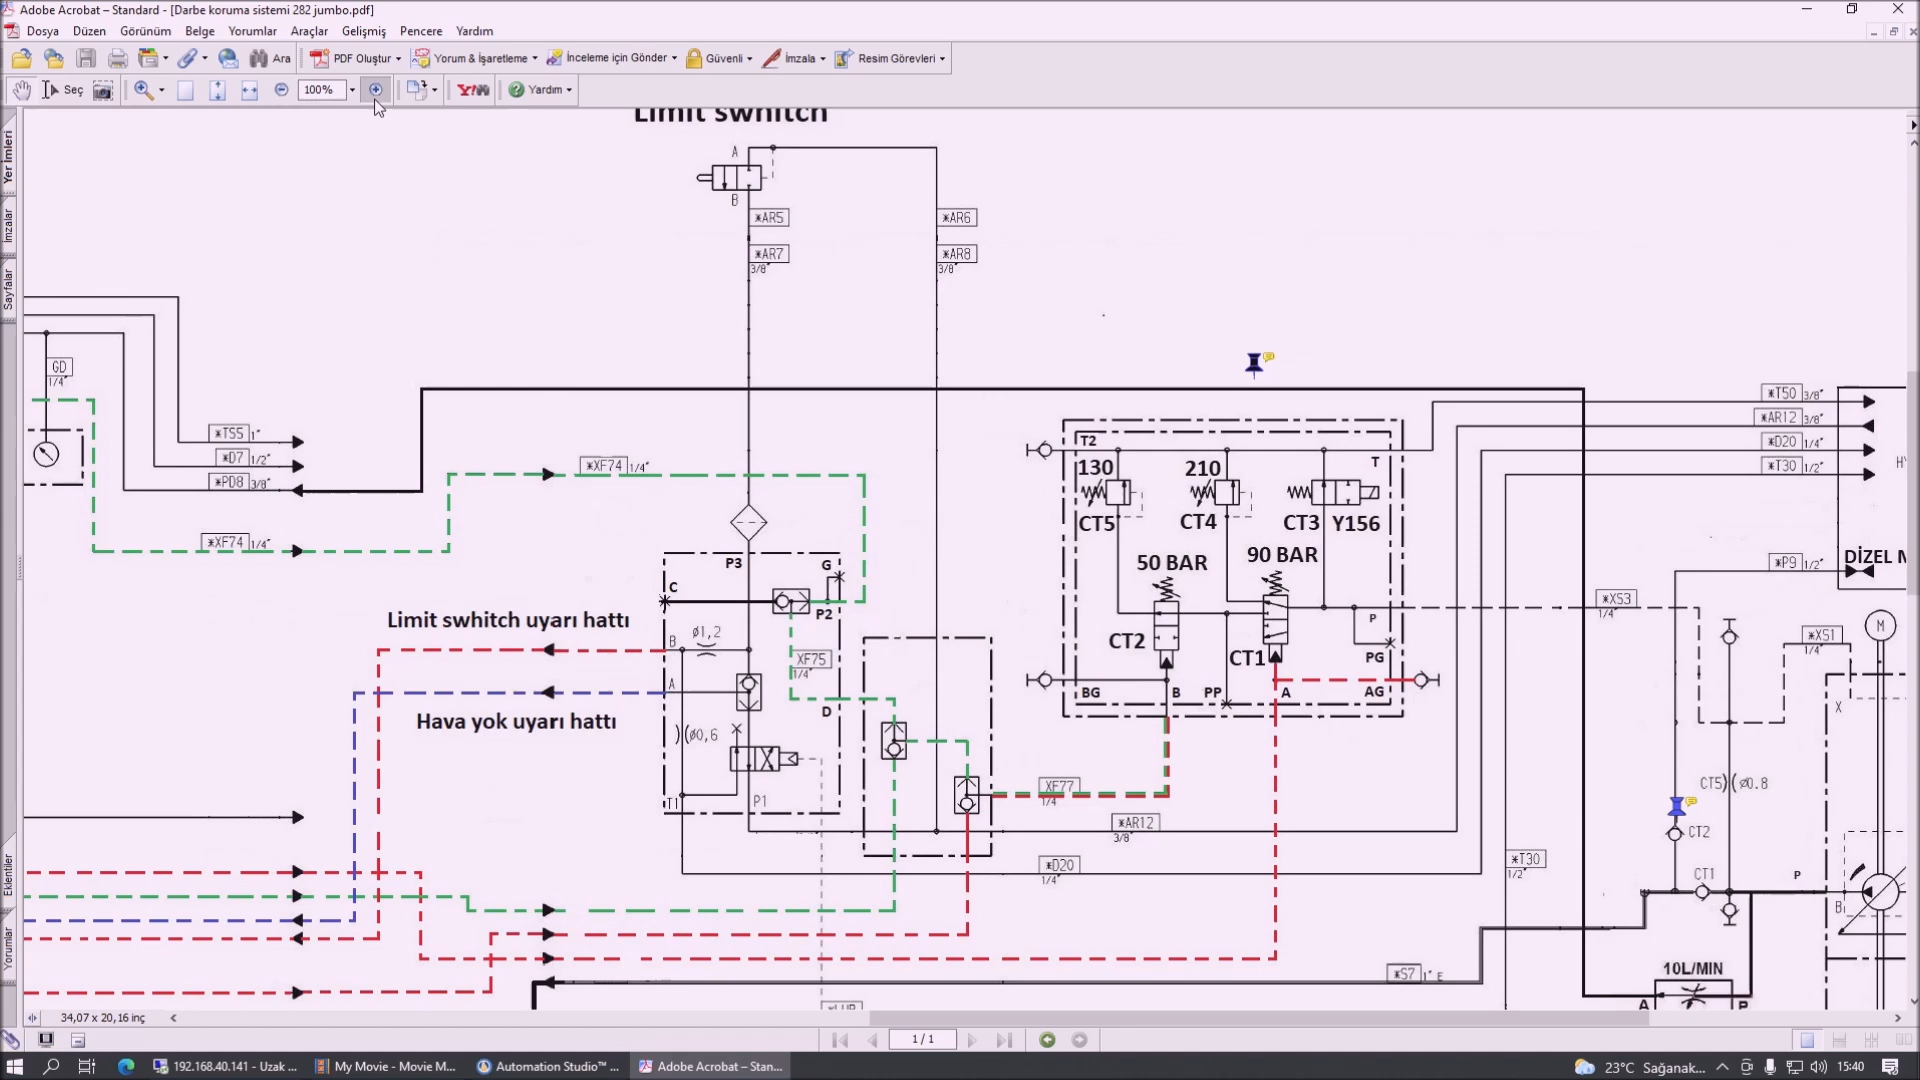 Adobe Acrobat – Standard - [Darbe koruma sistemi 282 jumbo.pdf]
Dosya Düzen Görünüm Belge Yorumlar Araçlar Gelişmiş Pencere Yardım
Ara PDF Oluştur Yorum & İşaretleme İnceleme için Gönder Güvenli İmzala Resim Görevleri
Seç 100% Y! Yardım
Yer İmleri
İmzalar
Sayfalar
Eklentiler
Yorumlar
Limit swhitch
A
B
*AR5
*AR6
*AR7
3/8"
*AR8
3/8"
GD
1/4"
*TS5 1"
*D7 1/2"
*PD8 3/8"
*XF74 1/4"
*XF74 1/4"
*T50 3/8"
*AR12 3/8"
*D20 1/4"
*T30 1/2"
T2
T
130
210
CT5
CT4
CT3 Y156
50 BAR
90 BAR
CT2
CT1
P
PG
BG
B
PP
A
AG
*P9 1/2"
DİZEL M
*XS3
1/4"
*XS1
1/4"
M
X
P3
G
C
P2
Limit swhitch uyarı hattı
B
ø1,2
XF75
1/4"
A
Hava yok uyarı hattı
D
ø0,6
T1
P1
XF77
1/4
*AR12
3/8"
*D20
1/4"
*T30
1/2"
CT5 ø0.8
CT2
CT1
P
B
*S7 1" E
10L/MIN
A
P
34,07 x 20,16 inç
1 / 1
192.168.40.141 - Uzak ...
My Movie - Movie M...
Automation Studio™ ...
Adobe Acrobat – Stan...
23°C Sağanak...
15:40